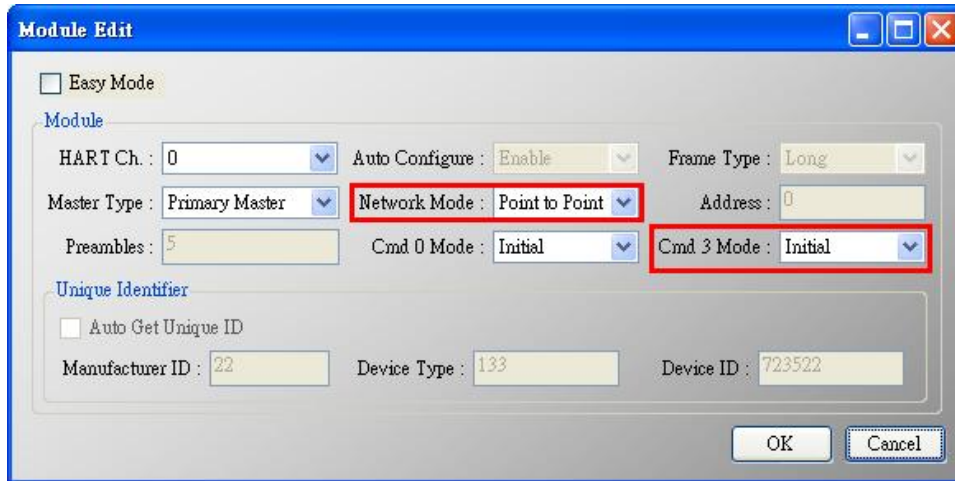 Module Edit
Easy Mode
Module
HART Ch. : 0 Auto Configure : Enable Frame Type : Long
Master Type : Primary Master Network Mode : Point to Point Address : 0
Preambles : 5 Cmd 0 Mode : Initial Cmd 3 Mode : Initial
Unique Identifier
Auto Get Unique ID
Manufacturer ID : 22 Device Type : 133 Device ID : 723522
OK Cancel